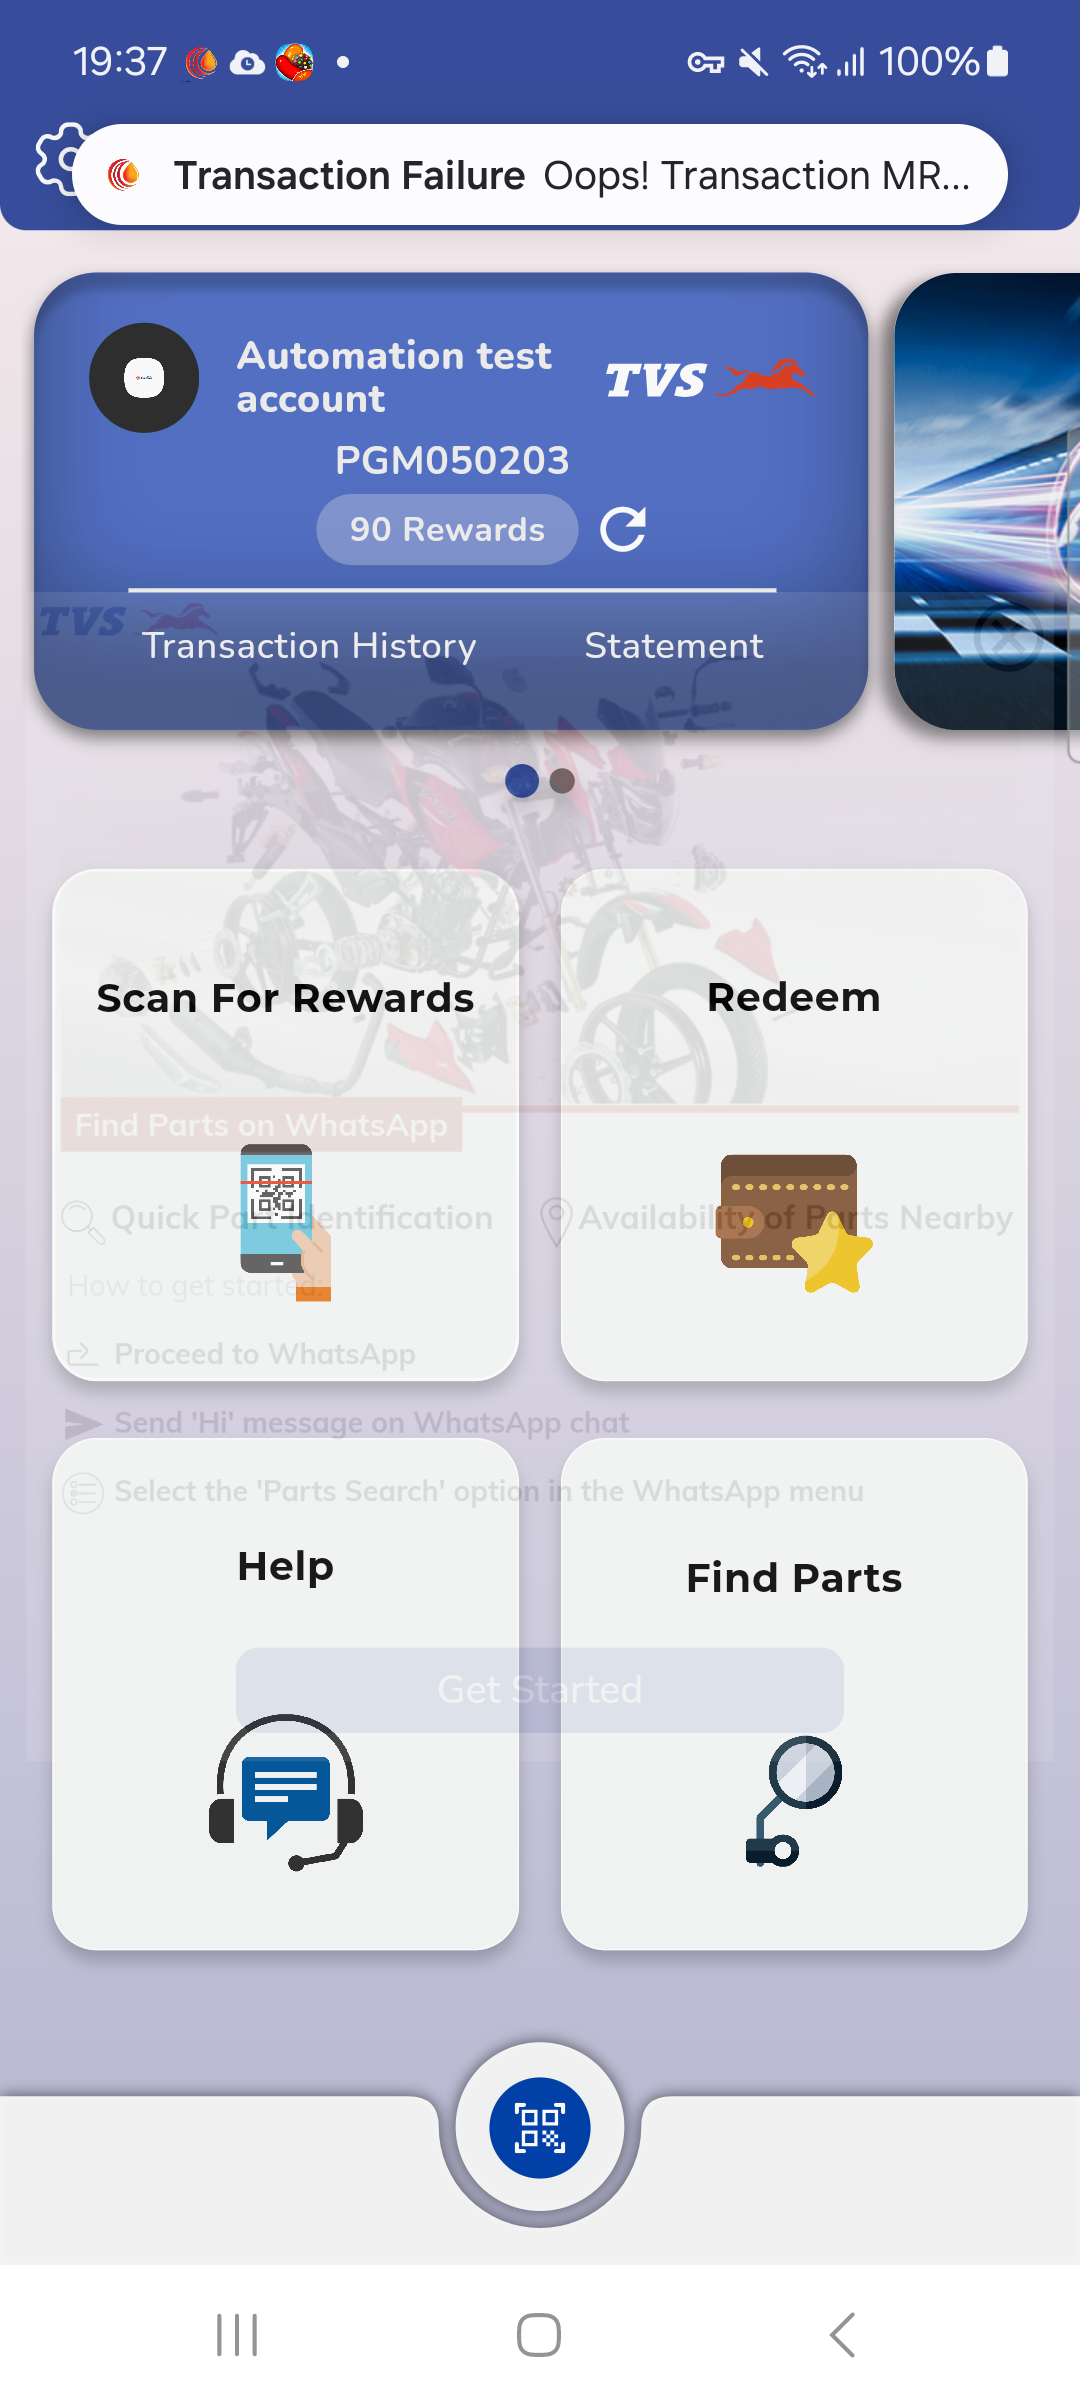 19:37
100%
Transaction Failure Oops! Transaction MR...
Automation test
account
TVS
PGM050203
90 Rewards
TVS
Transaction History
Statement
Scan For Rewards
Redeem
Find Parts on WhatsApp
Quick Part Identification
Availability of Parts Nearby
How to get started:
Proceed to WhatsApp
Send 'Hi' message on WhatsApp chat
Select the 'Parts Search' option in the WhatsApp menu
Help
Find Parts
Get Started